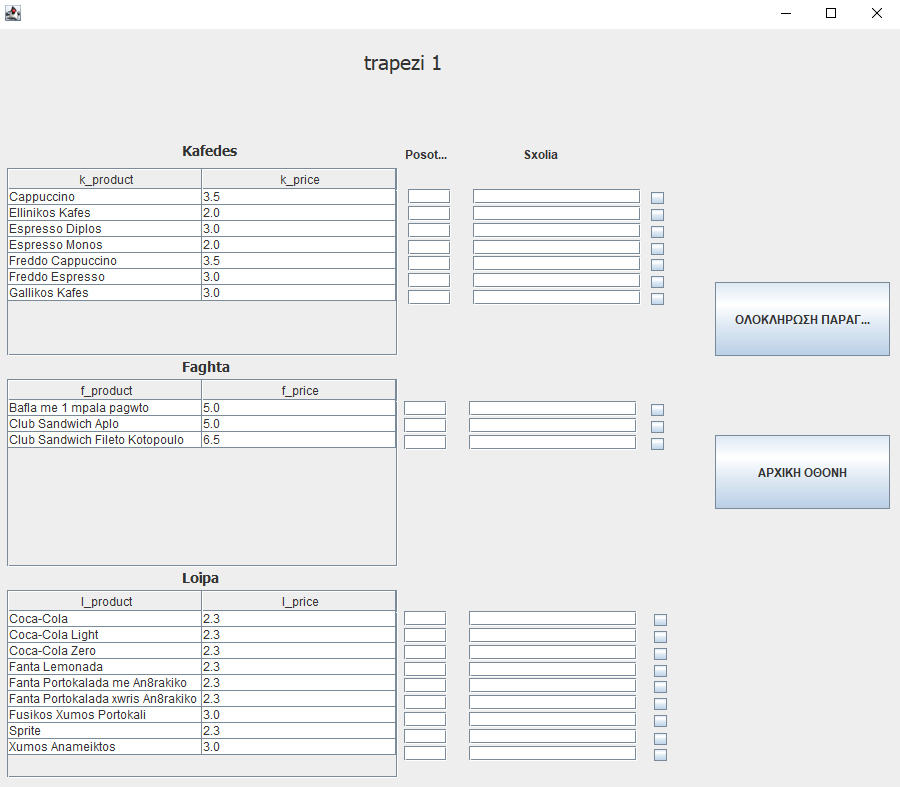 trapezi 1
Kafedes Posot... Sxolia
k_product k_price
Cappuccino 3.5
Ellinikos Kafes 2.0
Espresso Diplos 3.0
Espresso Monos 2.0
Freddo Cappuccino 3.5
Freddo Espresso 3.0
Gallikos Kafes 3.0
ΟΛΟΚΛΗΡΩΣΗ ΠΑΡΑΓ...
Faghta
f_product f_price
Bafla me 1 mpala pagwto 5.0
Club Sandwich Aplo 5.0
Club Sandwich Fileto Kotopoulo 6.5
ΑΡΧΙΚΗ ΟΘΟΝΗ
Loipa
l_product l_price
Coca-Cola 2.3
Coca-Cola Light 2.3
Coca-Cola Zero 2.3
Fanta Lemonada 2.3
Fanta Portokalada me An8rakiko 2.3
Fanta Portokalada xwris An8rakiko 2.3
Fusikos Xumos Portokali 3.0
Sprite 2.3
Xumos Anameiktos 3.0